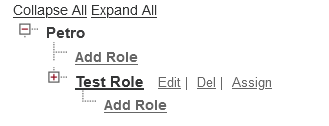 Collapse All Expand All
Petro
Add Role
Test Role Edit | Del | Assign
Add Role